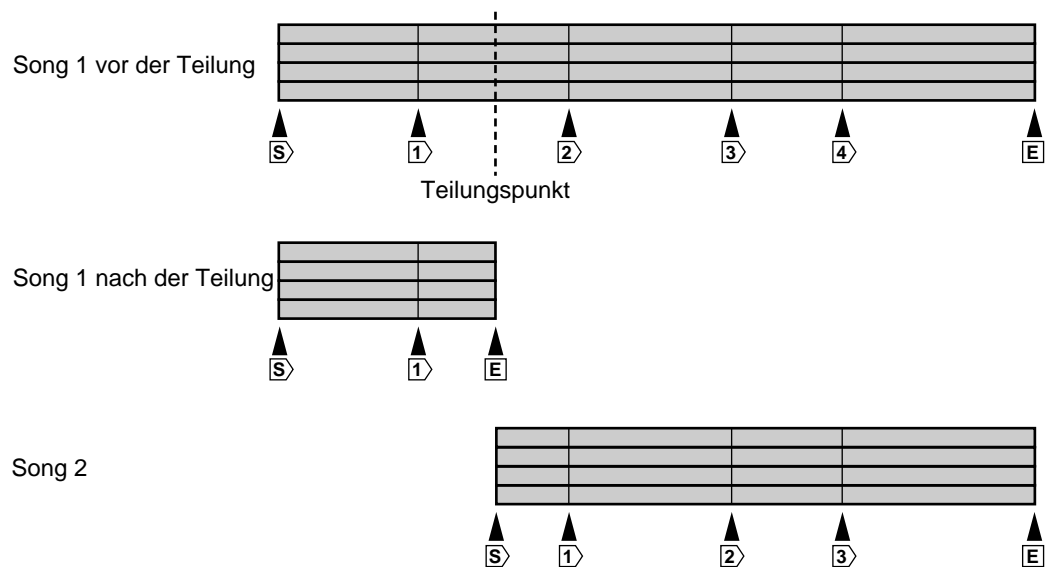 Song 1 vor der Teilung
S 1 2 3 4 E
Teilungspunkt
Song 1 nach der Teilung
S 1 E
Song 2
S 1 2 3 E